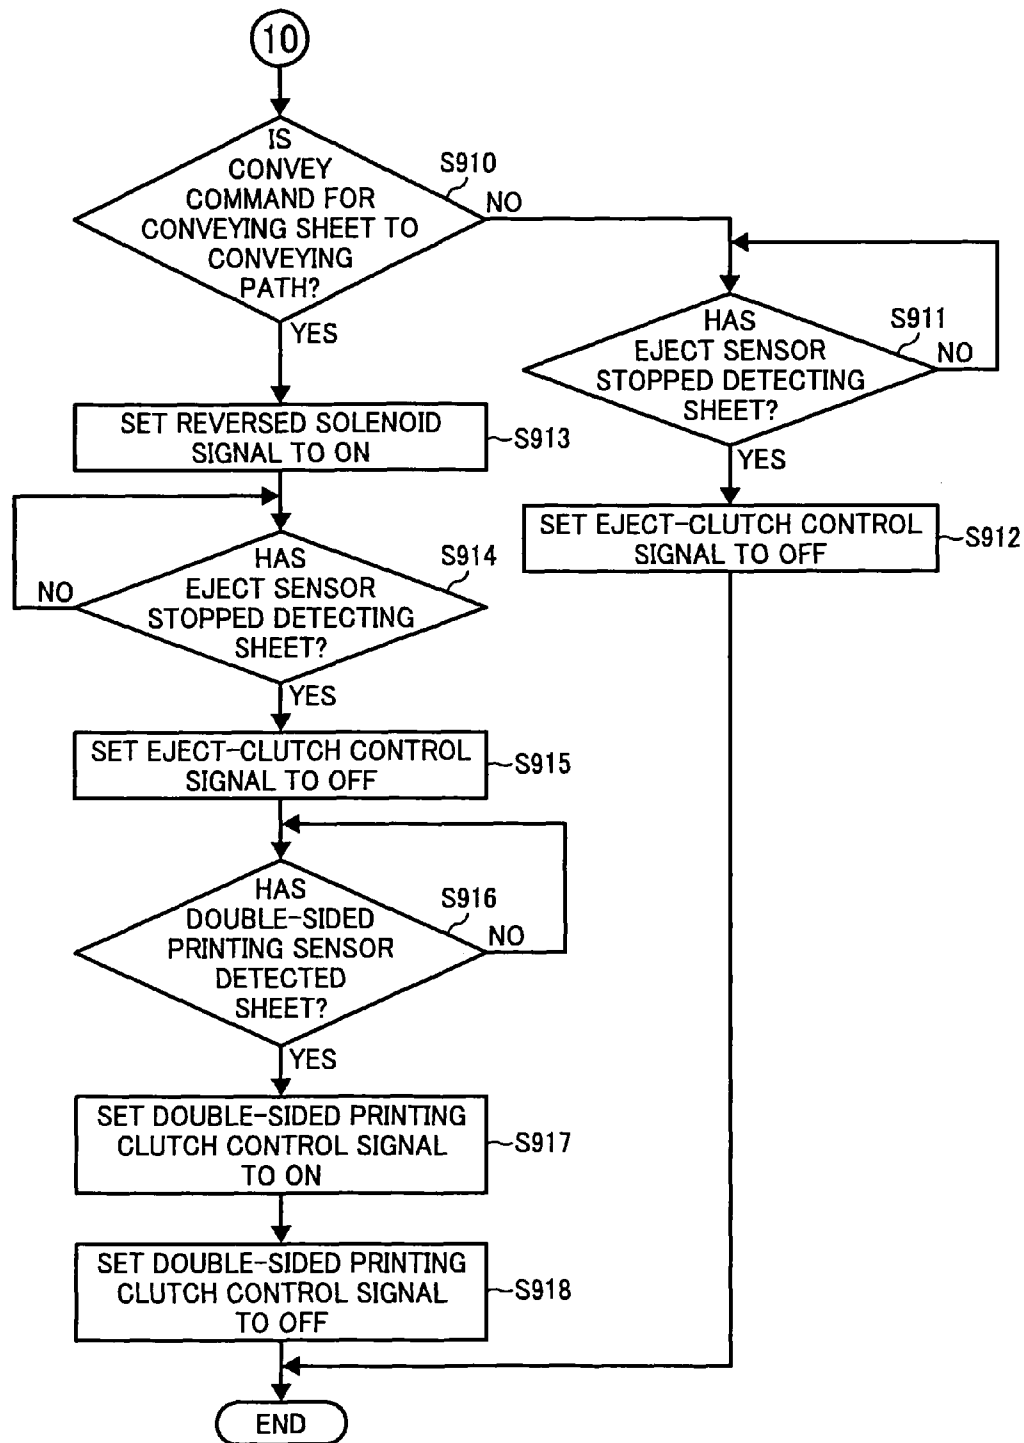 10
IS
CONVEY
COMMAND FOR
CONVEYING SHEET TO
CONVEYING
PATH?
S910
NO
YES
HAS
EJECT SENSOR
STOPPED DETECTING
SHEET?
S911
NO
YES
SET REVERSED SOLENOID
SIGNAL TO ON
S913
SET EJECT-CLUTCH CONTROL
SIGNAL TO OFF
S912
HAS
EJECT SENSOR
STOPPED DETECTING
SHEET?
S914
NO
YES
SET EJECT-CLUTCH CONTROL
SIGNAL TO OFF
S915
HAS
DOUBLE-SIDED
PRINTING SENSOR
DETECTED
SHEET?
S916
NO
YES
SET DOUBLE-SIDED PRINTING
CLUTCH CONTROL SIGNAL
TO ON
S917
SET DOUBLE-SIDED PRINTING
CLUTCH CONTROL SIGNAL
TO OFF
S918
END